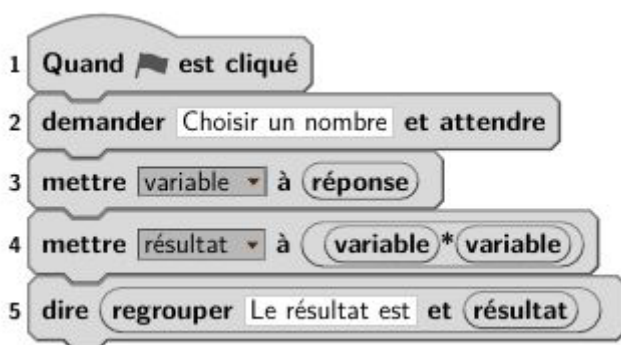 1 Quand est cliqué
2 demander Choisir un nombre et attendre
3 mettre variable à réponse
4 mettre résultat à variable * variable
5 dire regrouper Le résultat est et résultat